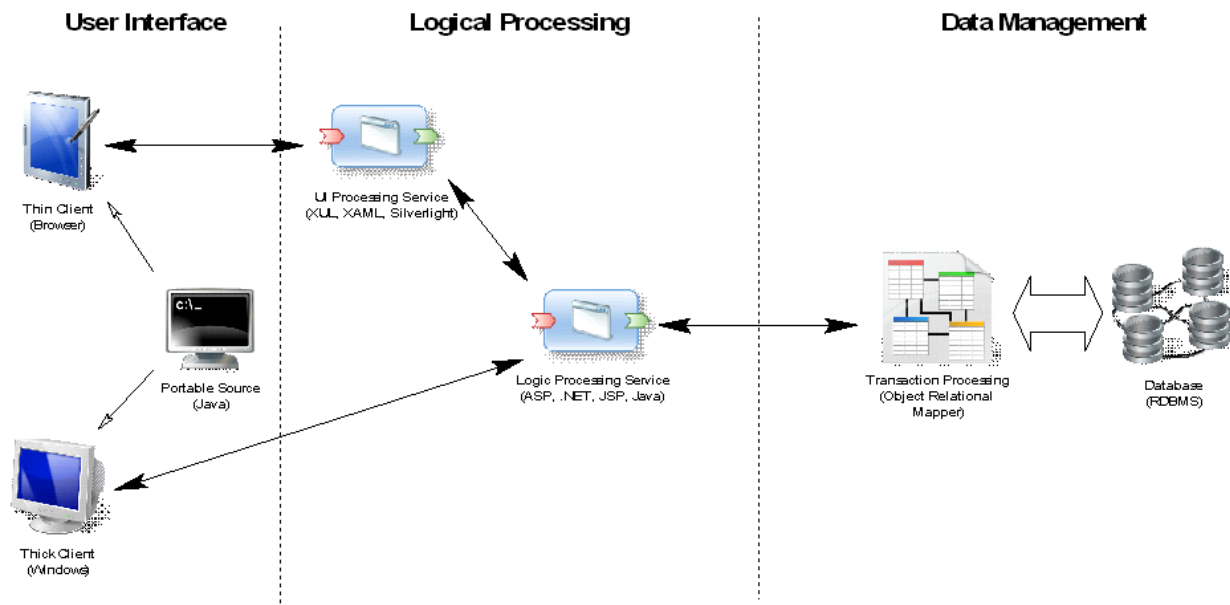 User Interface
Logical Processing
Data Management
Thin Client
(Browser)
UI Processing Service
(XUL, XAML, Silverlight)
C:\_
Portable Source
(Java)
Logic Processing Service
(ASP, .NET, JSP, Java)
Transaction Processing
(Object Relational
Mapper)
Database
(RDBMS)
Thick Client
(Windows)